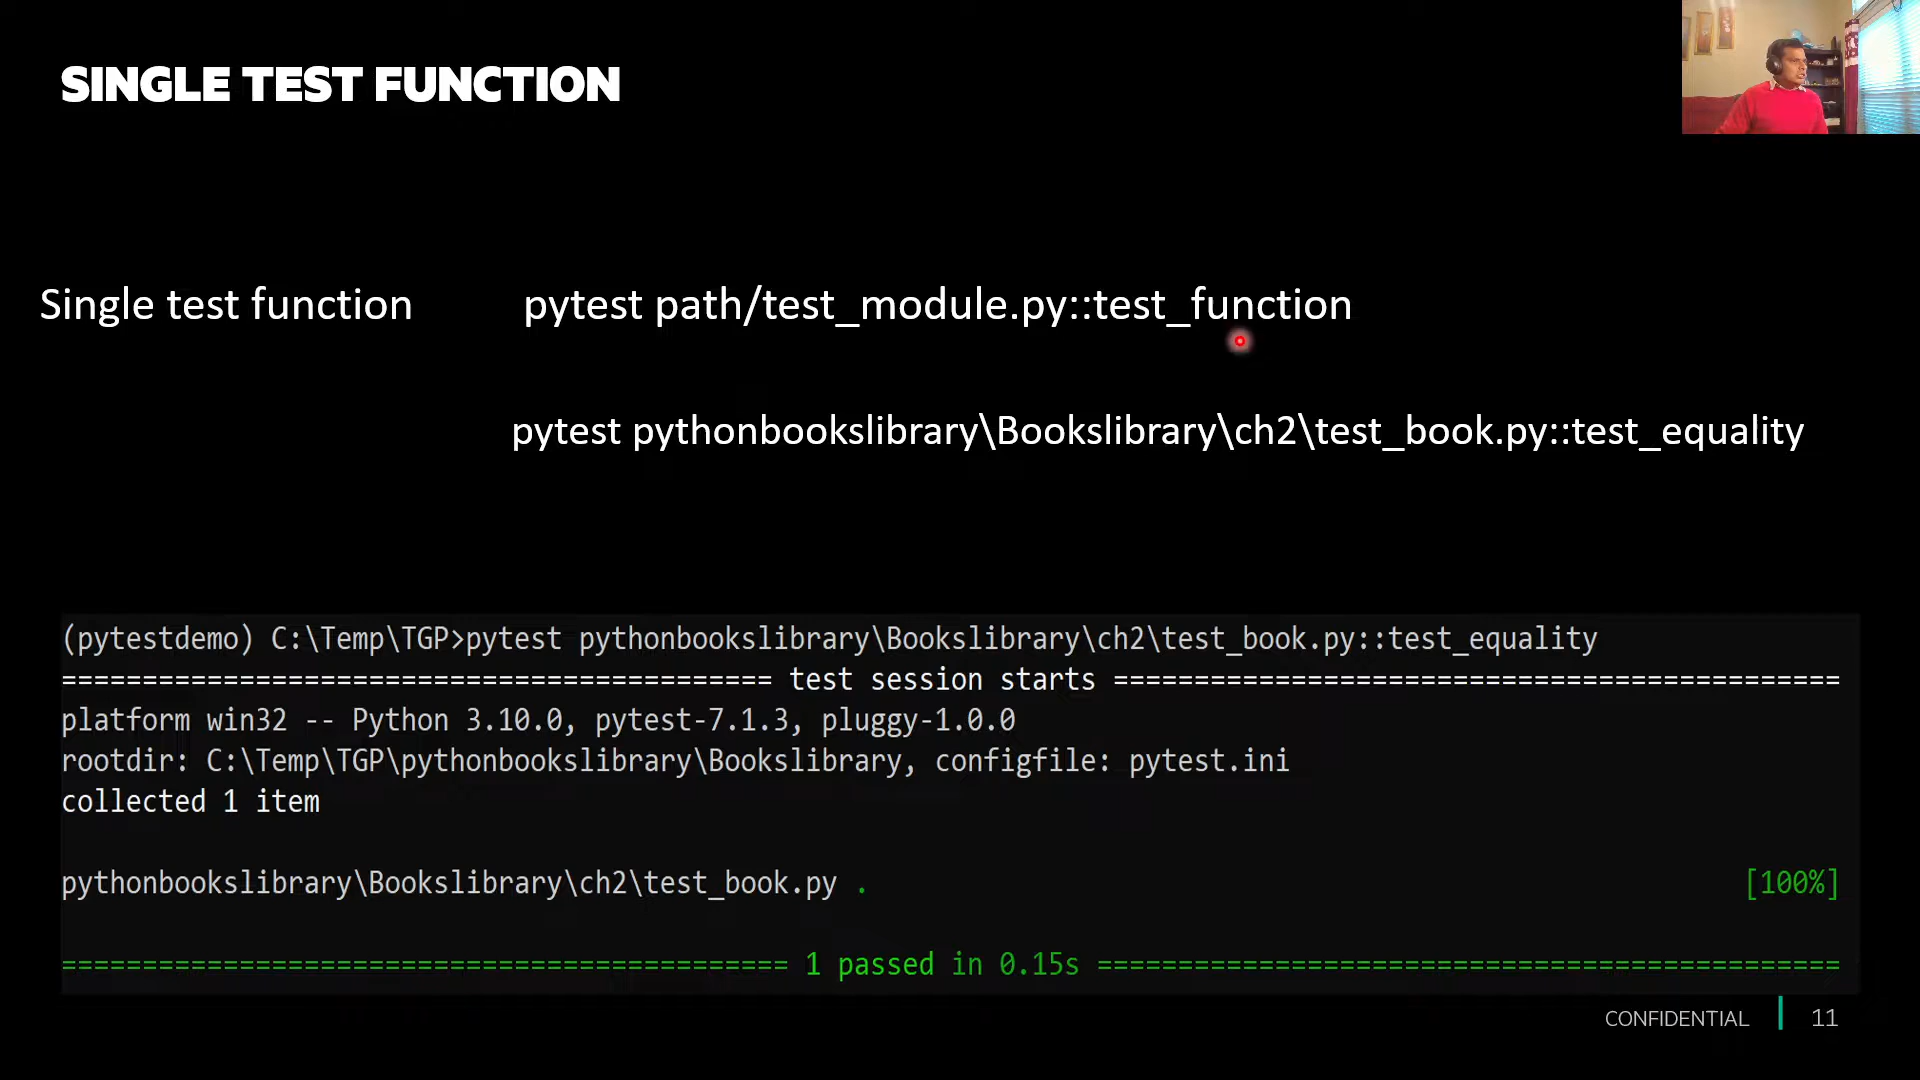 SINGLE TEST FUNCTION
Single test function pytest path/test_module.py::test_function
pytest pythonbookslibrary\Bookslibrary\ch2\test_book.py::test_equality
(pytestdemo) C:\Temp\TGP>pytest pythonbookslibrary\Bookslibrary\ch2\test_book.py::test_equality
============================================ test session starts =============================================
platform win32 -- Python 3.10.0, pytest-7.1.3, pluggy-1.0.0
rootdir: C:\Temp\TGP\pythonbookslibrary\Bookslibrary, configfile: pytest.ini
collected 1 item
pythonbookslibrary\Bookslibrary\ch2\test_book.py . [100%]
============================================= 1 passed in 0.15s ==============================================
CONFIDENTIAL | 11